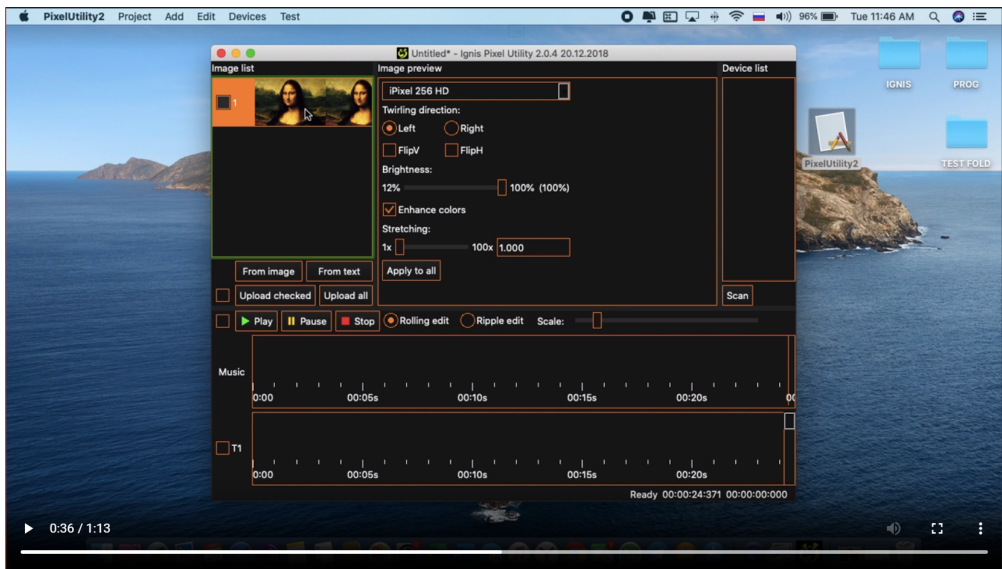 PixelUtility2 Project Add Edit Devices Test 96% Tue 11:46 AM
Untitled* - Ignis Pixel Utility 2.0.4 20.12.2018
Image list Image preview Device list
1
iPixel 256 HD
Twirling direction:
Left Right
FlipV FlipH
Brightness:
12% 100% (100%)
Enhance colors
Stretching:
1x 100x 1.000
From image From text Apply to all
Upload checked Upload all Scan
Play Pause Stop Rolling edit Ripple edit Scale:
Music
0:00 00:05s 00:10s 00:15s 00:20s 00
T1
0:00 00:05s 00:10s 00:15s 00:20s
Ready 00:00:24:371 00:00:00:000
IGNIS PROG
PixelUtility2 TEST FOLD
0:36 / 1:13